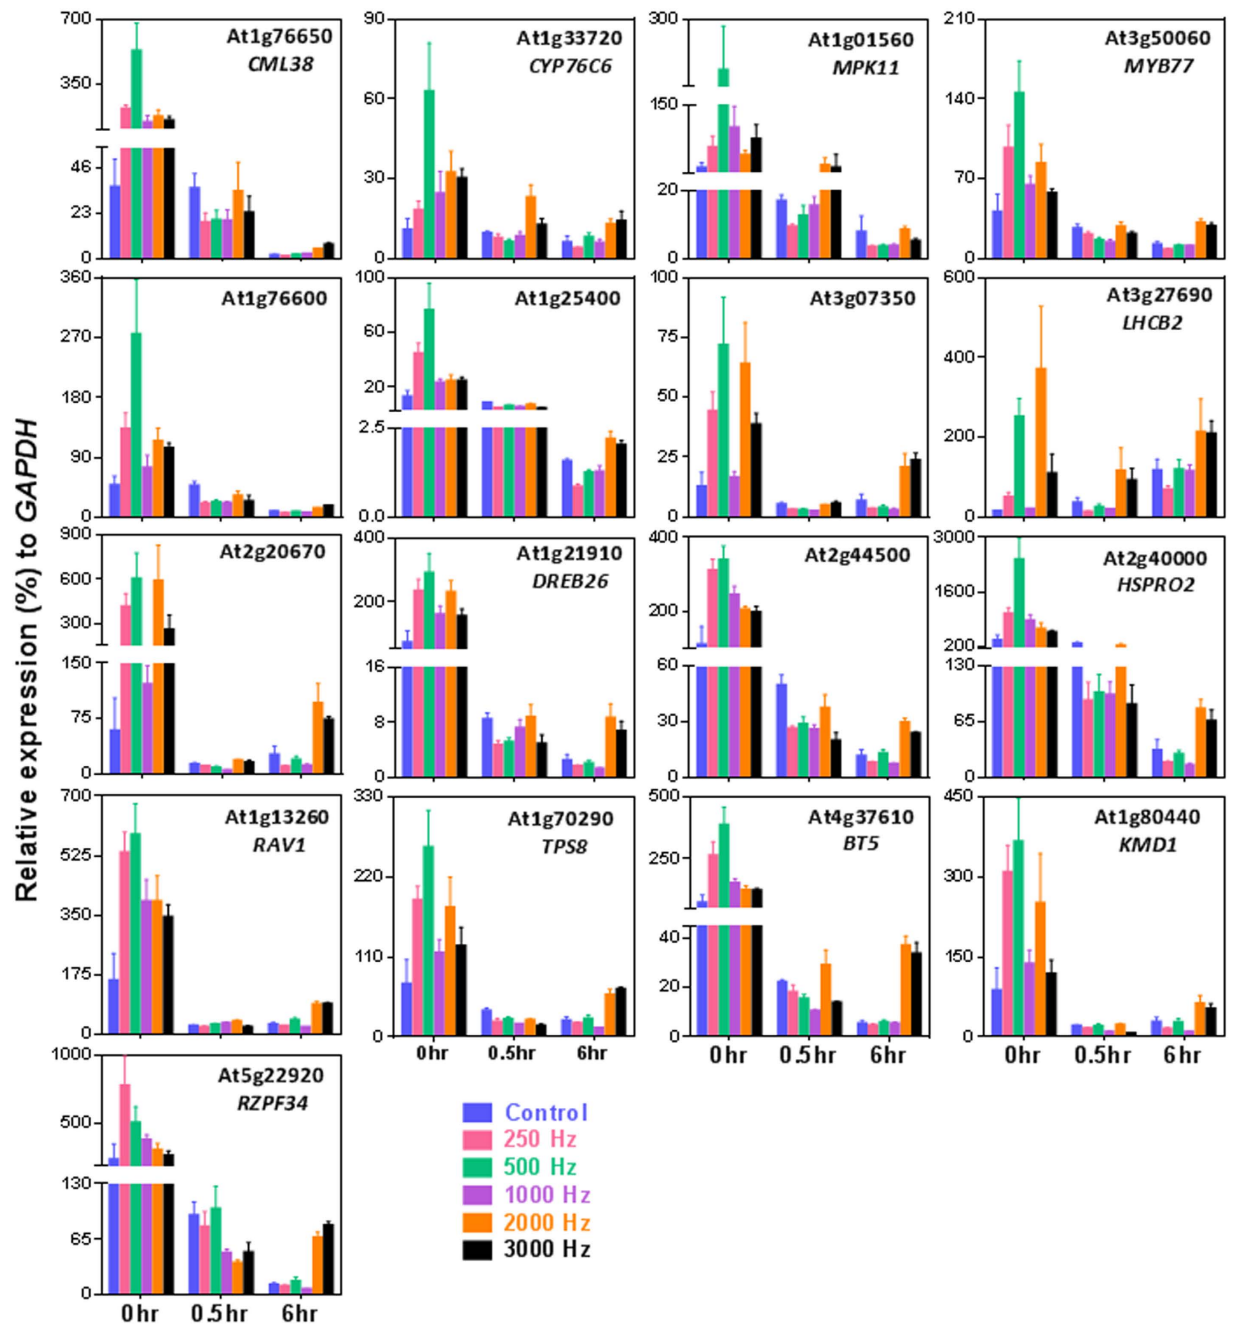 Relative expression (%) to GAPDH
700
350
46
23
0
At1g76650
CML38
90
60
30
0
At1g33720
CYP76C6
300
150
20
0
At1g01560
MPK11
210
140
70
0
At3g50060
MYB77
360
270
180
90
0
At1g76600
100
60
20
2.5
0.0
At1g25400
100
75
50
25
0
At3g07350
600
400
200
0
At3g27690
LHCB2
900
600
300
150
75
0
At2g20670
400
200
16
8
0
At1g21910
DREB26
400
200
60
30
0
At2g44500
3000
1600
200
130
65
0
At2g40000
HSPRO2
700
525
350
175
0
At1g13260
RAV1
330
220
110
0
At1g70290
TPS8
0hr 0.5hr 6hr
500
250
40
20
0
At4g37610
BT5
0hr 0.5hr 6hr
450
300
150
0
At1g80440
KMD1
0hr 0.5hr 6hr
1000
500
130
65
0
At5g22920
RZPF34
0hr 0.5hr 6hr
Control
250 Hz
500 Hz
1000 Hz
2000 Hz
3000 Hz